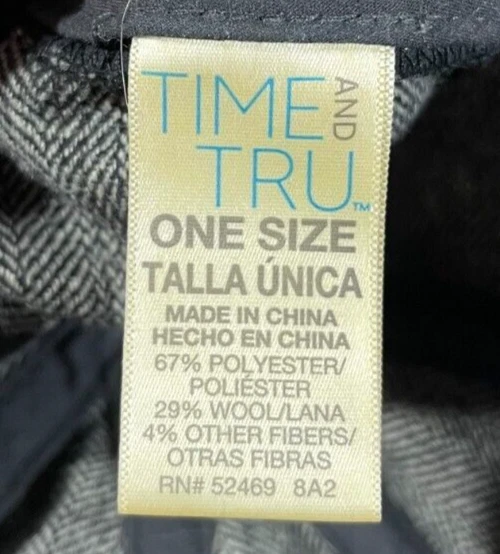 TIME AND
TRU™
ONE SIZE
TALLA ÚNICA
MADE IN CHINA
HECHO EN CHINA
67% POLYESTER/
POLIÉSTER
29% WOOL/LANA
4% OTHER FIBERS/
OTRAS FIBRAS
RN# 52469 8A2